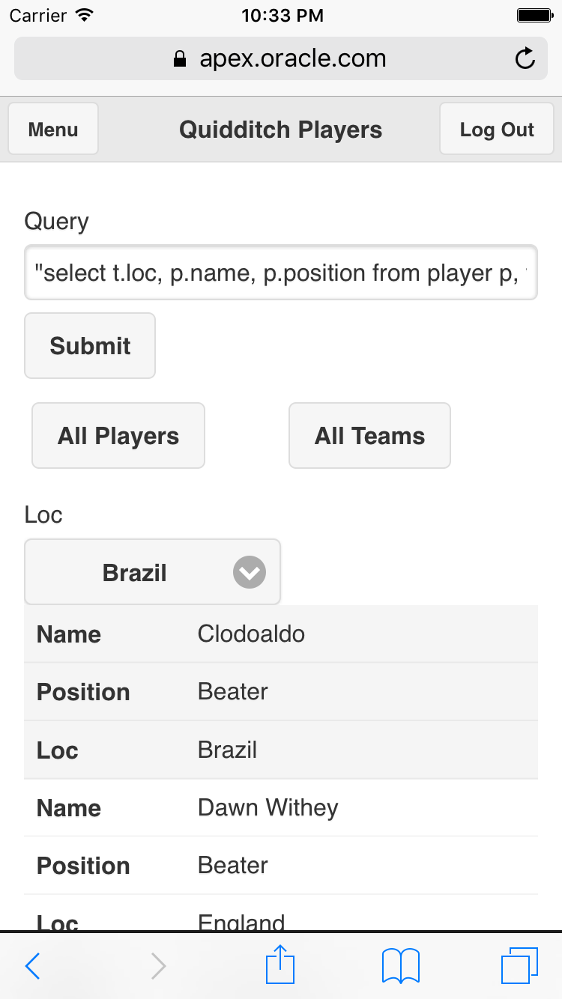 Carrier 10:33 PM
apex.oracle.com
Menu Quidditch Players Log Out
Query
"select t.loc, p.name, p.position from player p,
Submit
All Players All Teams
Loc
Brazil
Name Clodoaldo
Position Beater
Loc Brazil
Name Dawn Withey
Position Beater
Loc England